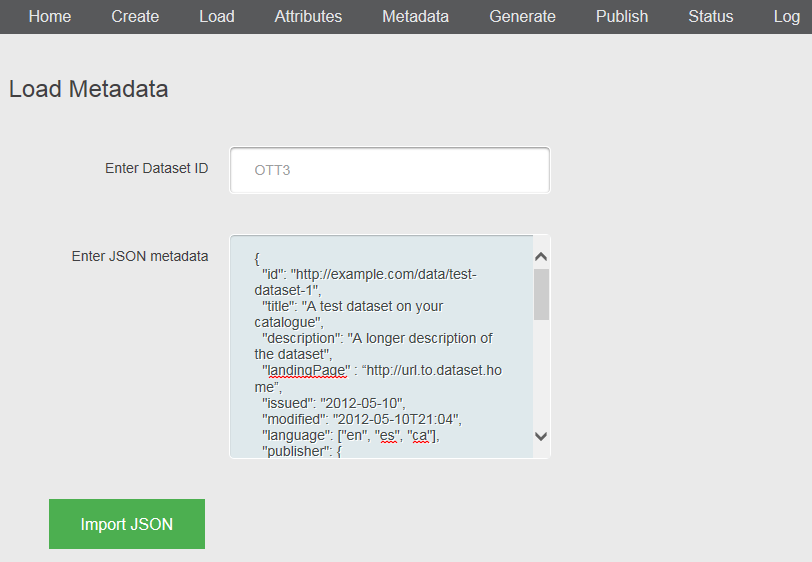 Home Create Load Attributes Metadata Generate Publish Status Log
Load Metadata
Enter Dataset ID OTT3
Enter JSON metadata
{
"id": "http://example.com/data/test-
dataset-1",
"title": "A test dataset on your
catalogue",
"description": "A longer description of
the dataset",
"landingPage" : “http://url.to.dataset.ho
me”,
"issued": "2012-05-10",
"modified": "2012-05-10T21:04",
"language": ["en", "es", "ca"],
"publisher": {
Import JSON